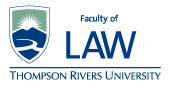 Faculty of
LAW
THOMPSON RIVERS UNIVERSITY